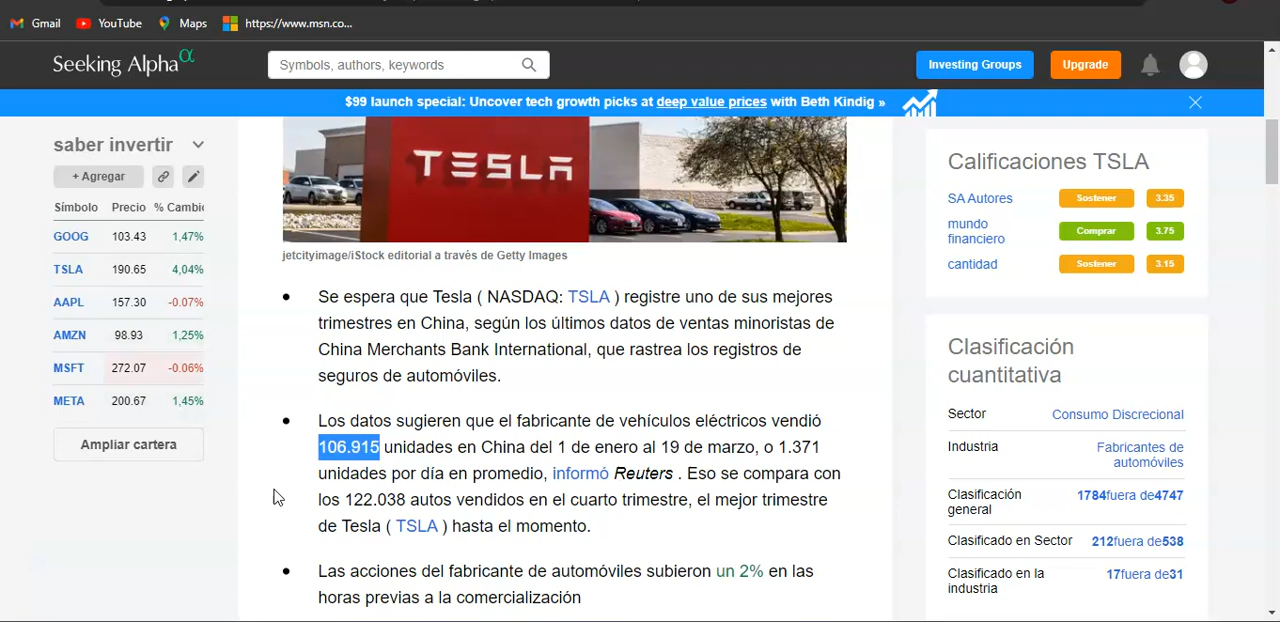 Gmail YouTube Maps https://www.msn.co...
Seeking Alphaα
Symbols, authors, keywords
Investing Groups
Upgrade
$99 launch special: Uncover tech growth picks at deep value prices with Beth Kindig »
saber invertir
+ Agregar
Símbolo Precio % Cambio
GOOG 103.43 1,47%
TSLA 190.65 4,04%
AAPL 157.30 -0.07%
AMZN 98.93 1,25%
MSFT 272.07 -0.06%
META 200.67 1,45%
Ampliar cartera
TESLA
jetcityimage/iStock editorial a través de Getty Images
Se espera que Tesla ( NASDAQ: TSLA ) registre uno de sus mejores
trimestres en China, según los últimos datos de ventas minoristas de
China Merchants Bank International, que rastrea los registros de
seguros de automóviles.
Los datos sugieren que el fabricante de vehículos eléctricos vendió
106.915 unidades en China del 1 de enero al 19 de marzo, o 1.371
unidades por día en promedio, informó Reuters . Eso se compara con
los 122.038 autos vendidos en el cuarto trimestre, el mejor trimestre
de Tesla ( TSLA ) hasta el momento.
Las acciones del fabricante de automóviles subieron un 2% en las
horas previas a la comercialización
Calificaciones TSLA
SA Autores Sostener 3.35
mundo
financiero Comprar 3.75
cantidad Sostener 3.15
Clasificación
cuantitativa
Sector Consumo Discrecional
Industria Fabricantes de
automóviles
Clasificación
general 1784fuera de4747
Clasificado en Sector 212fuera de538
Clasificado en la
industria 17fuera de31